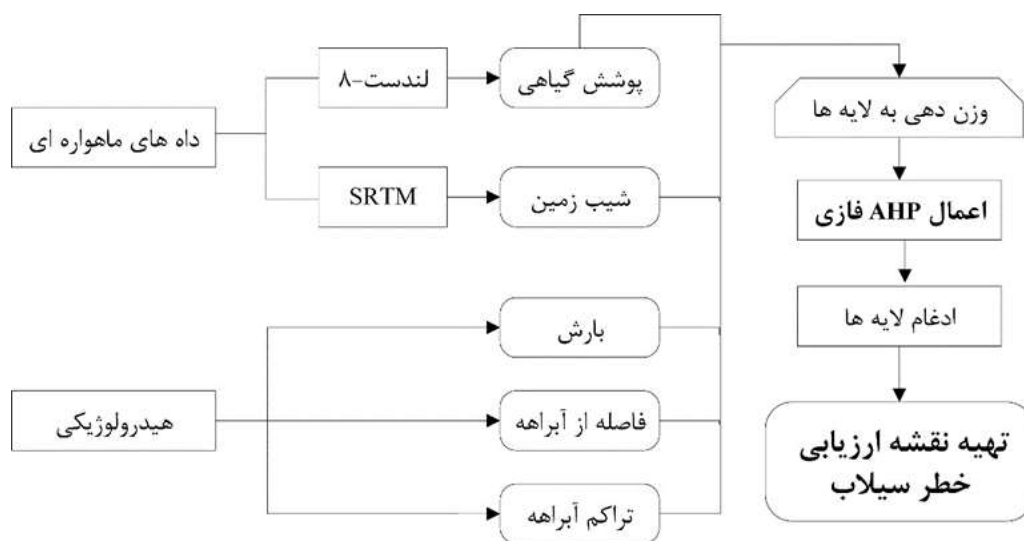 لندست-۸
پوشش گیاهی
داه های ماهواره ای
SRTM
شیب زمین
بارش
هیدرولوژیکی
فاصله از آبراهه
تراکم آبراهه
وزن دهی به لایه ها
اعمال AHP فازی
ادغام لایه ها
تهیه نقشه ارزیابی
خطر سیلاب